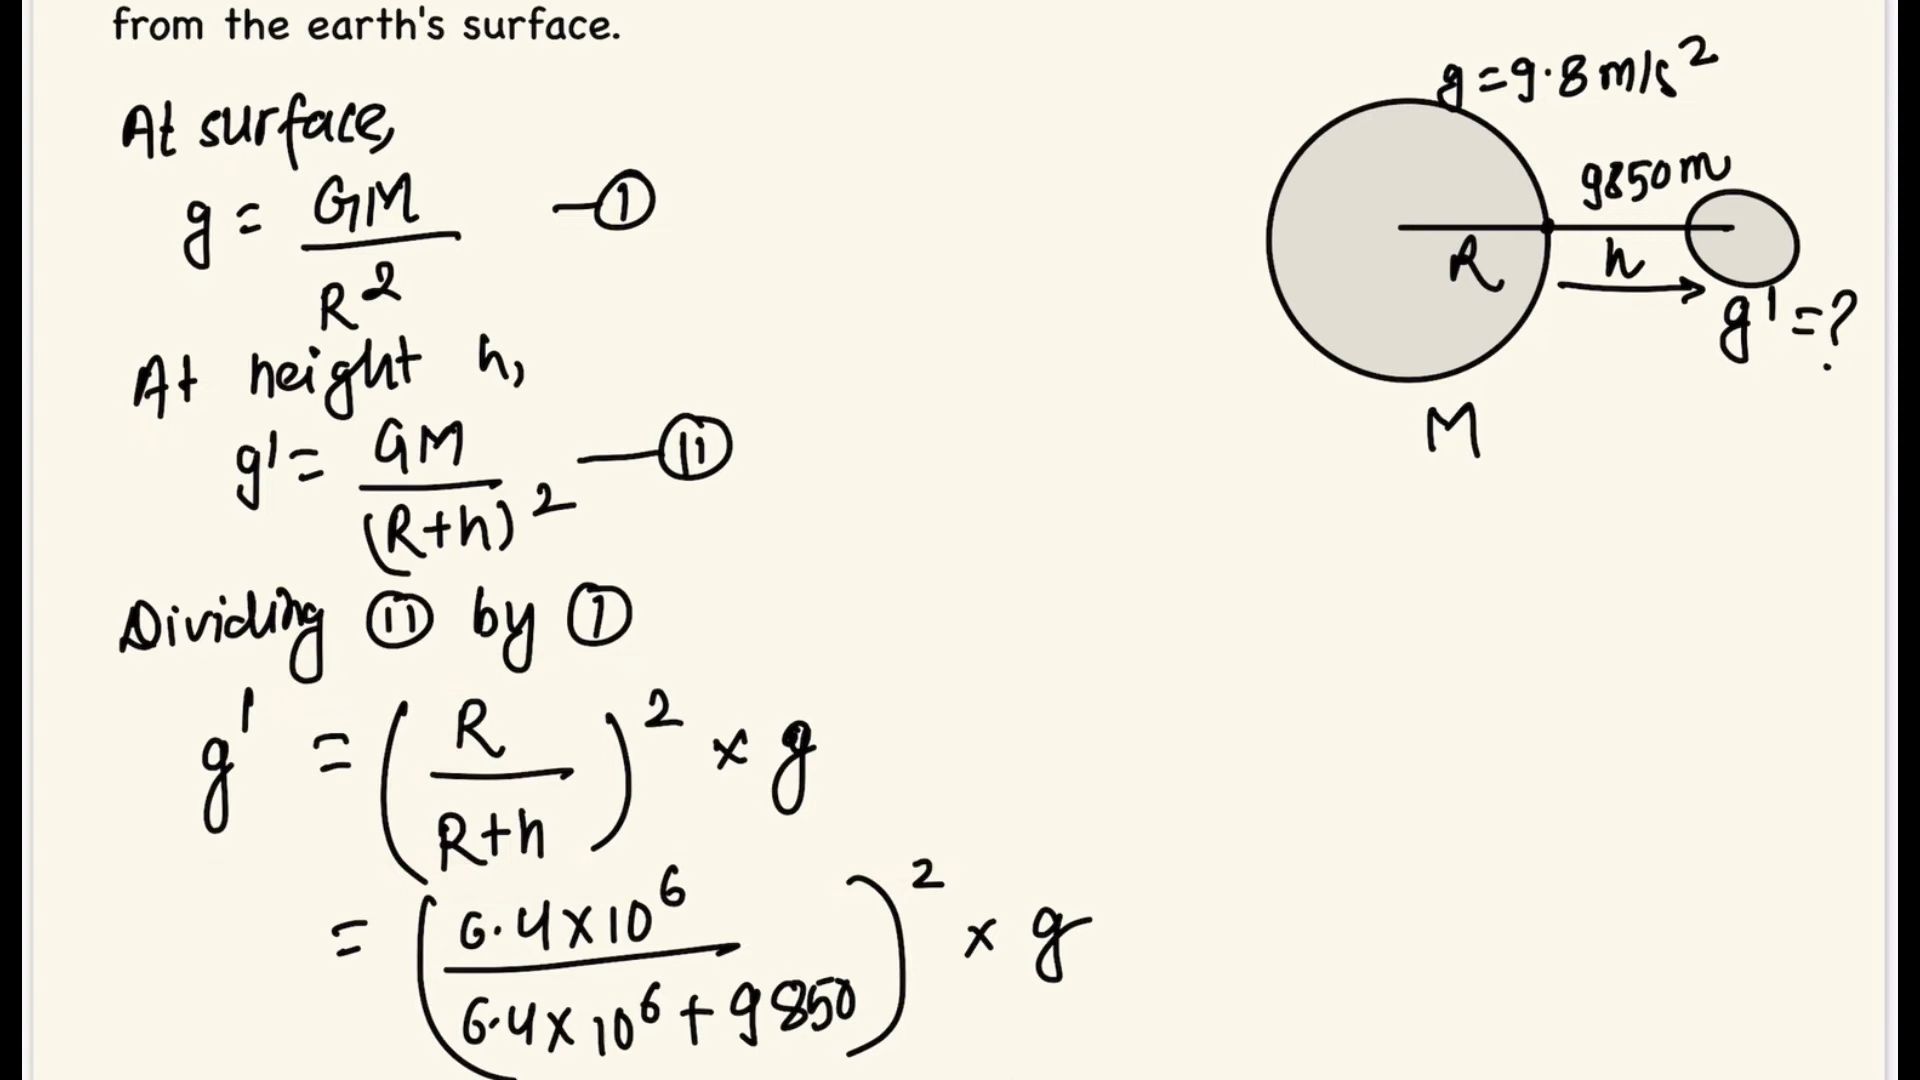 from the earth's surface.
At surface,
g = GM / R² —①
At height h,
g' = GM / (R+h)² —⑪
Dividing ⑪ by ①
g' = (R / R+h)² × g
= (6.4×10⁶ / 6.4×10⁶ + 9850)² × g
g = 9.8 m/s²
9850m
R
h
g' = ?
M